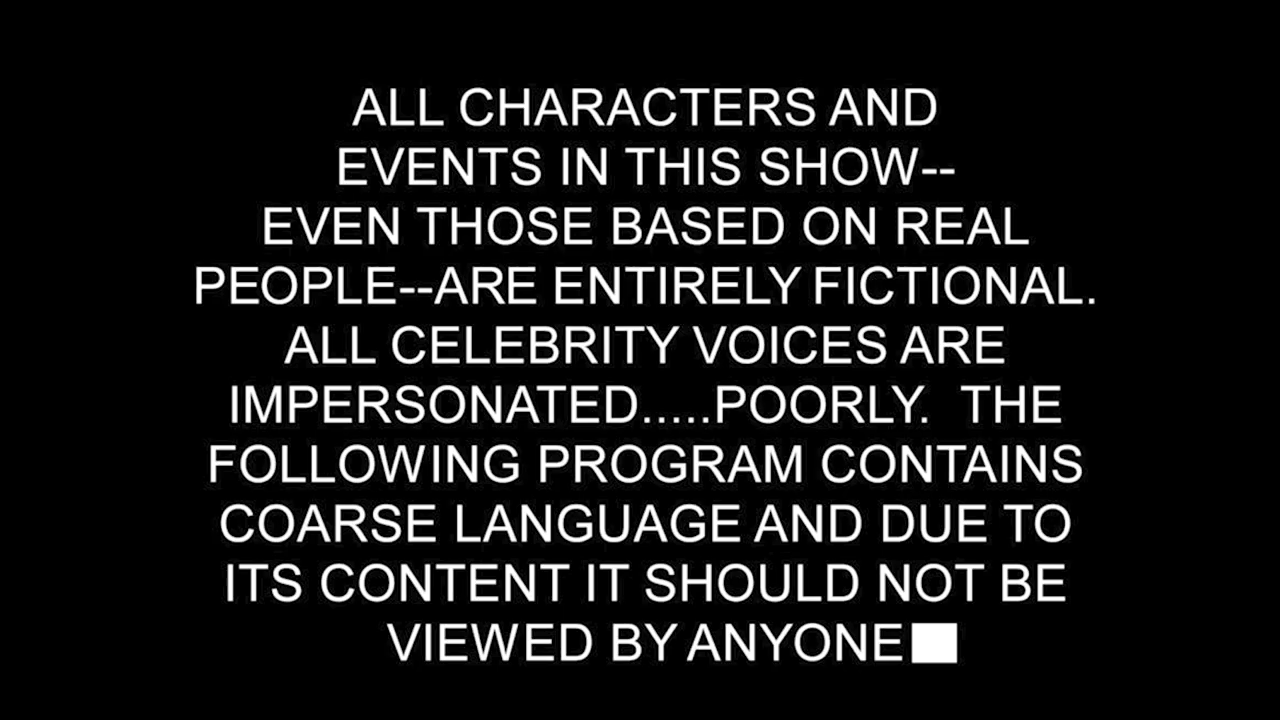 ALL CHARACTERS AND
EVENTS IN THIS SHOW--
EVEN THOSE BASED ON REAL
PEOPLE--ARE ENTIRELY FICTIONAL.
ALL CELEBRITY VOICES ARE
IMPERSONATED.....POORLY.  THE
FOLLOWING PROGRAM CONTAINS
COARSE LANGUAGE AND DUE TO
ITS CONTENT IT SHOULD NOT BE
VIEWED BY ANYONE